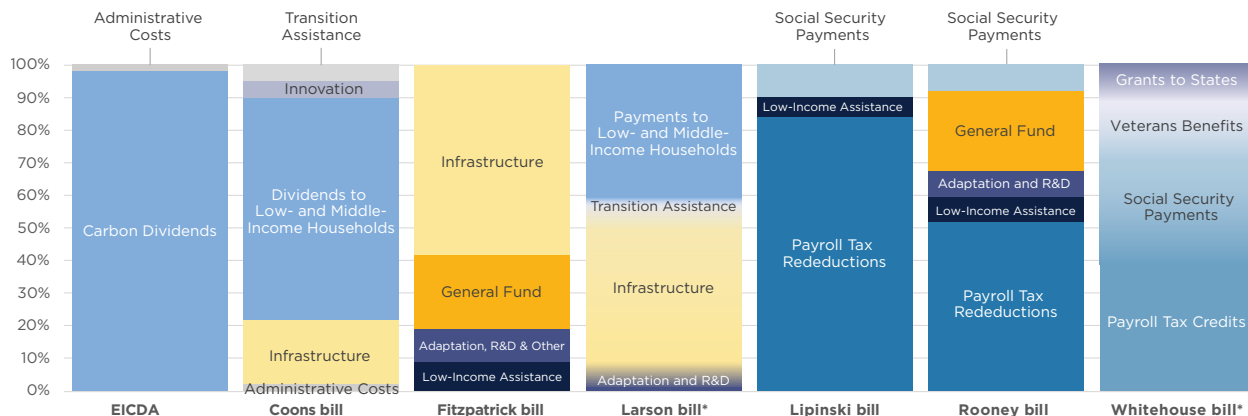 Administrative
Costs
Transition
Assistance
Social Security
Payments
Social Security
Payments
100%
90%
80%
70%
60%
50%
40%
30%
20%
10%
0%
Carbon Dividends
Innovation
Dividends to
Low- and Middle-
Income Households
Infrastructure
Administrative Costs
Infrastructure
General Fund
Adaptation, R&D & Other
Low-Income Assistance
Payments to
Low- and Middle-
Income Households
Transition Assistance
Infrastructure
Adaptation and R&D
Low-Income Assistance
Payroll Tax
Redeductions
General Fund
Adaptation and R&D
Low-Income Assistance
Payroll Tax
Redeductions
Grants to States
Veterans Benefits
Social Security
Payments
Payroll Tax Credits
EICDA
Coons bill
Fitzpatrick bill
Larson bill*
Lipinski bill
Rooney bill
Whitehouse bill*